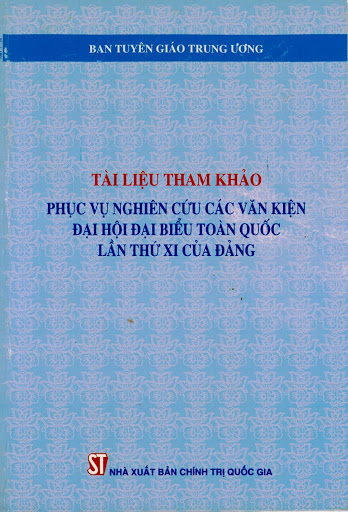 BAN TUYÊN GIÁO TRUNG ƯƠNG
TÀI LIỆU THAM KHẢO
PHỤC VỤ NGHIÊN CỨU CÁC VĂN KIỆN
ĐẠI HỘI ĐẠI BIỂU TOÀN QUỐC
LẦN THỨ XI CỦA ĐẢNG
ST NHÀ XUẤT BẢN CHÍNH TRỊ QUỐC GIA